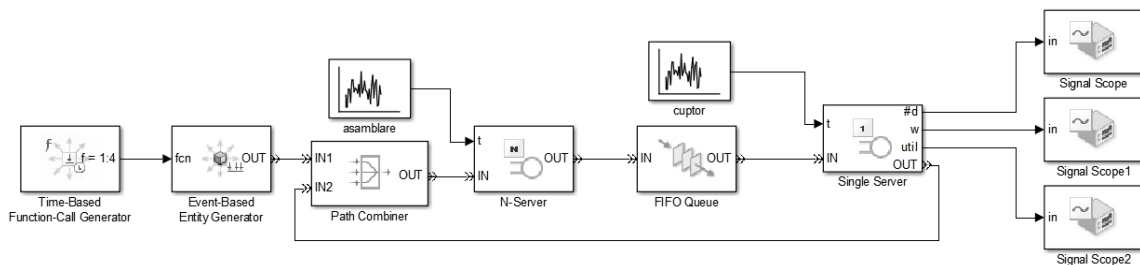 f = 1:4
Time-Based
Function-Call Generator
fcn
OUT
Event-Based
Entity Generator
asamblare
IN1
IN2
OUT
Path Combiner
t
IN
OUT
N-Server
IN
OUT
FIFO Queue
cuptor
t
IN
1
#d
w
util
OUT
Single Server
in
Signal Scope
in
Signal Scope1
in
Signal Scope2